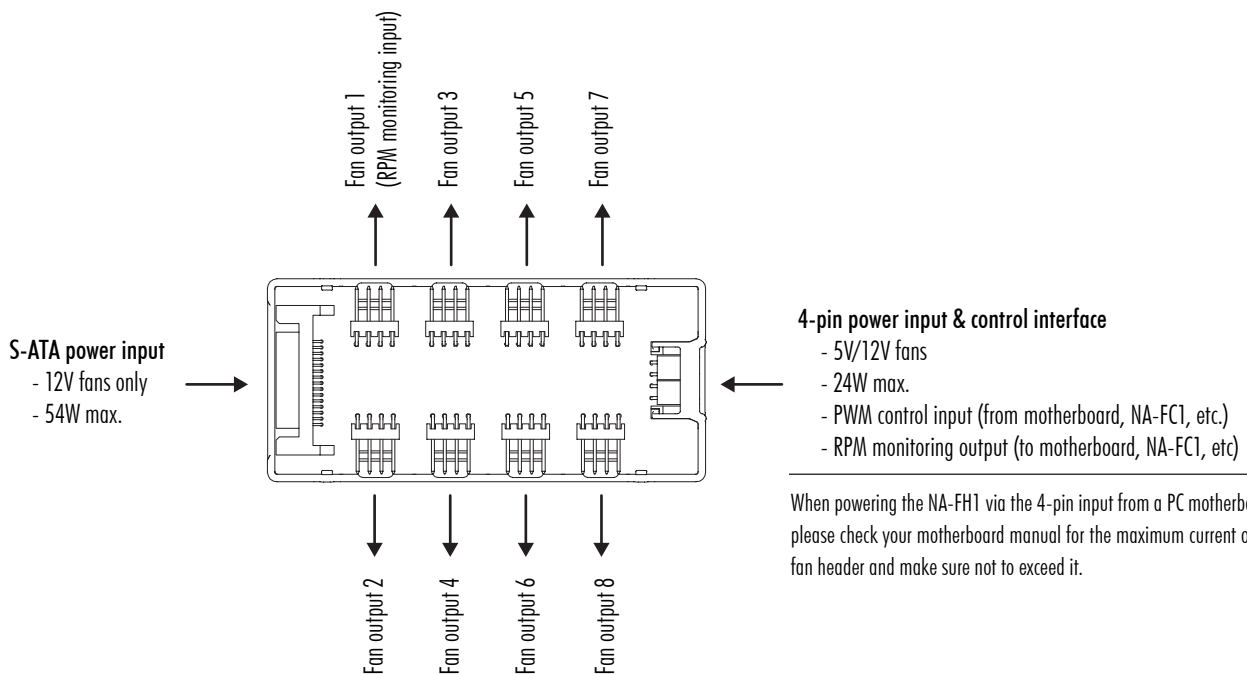 Fan output 1
(RPM monitoring input)
Fan output 3
Fan output 5
Fan output 7
S-ATA power input
- 12V fans only
- 54W max.
4-pin power input & control interface
- 5V/12V fans
- 24W max.
- PWM control input (from motherboard, NA-FC1, etc.)
- RPM monitoring output (to motherboard, NA-FC1, etc)
When powering the NA-FH1 via the 4-pin input from a PC
please check your motherboard manual for the maximum current
fan header and make sure not to exceed it.
Fan output 2
Fan output 4
Fan output 6
Fan output 8